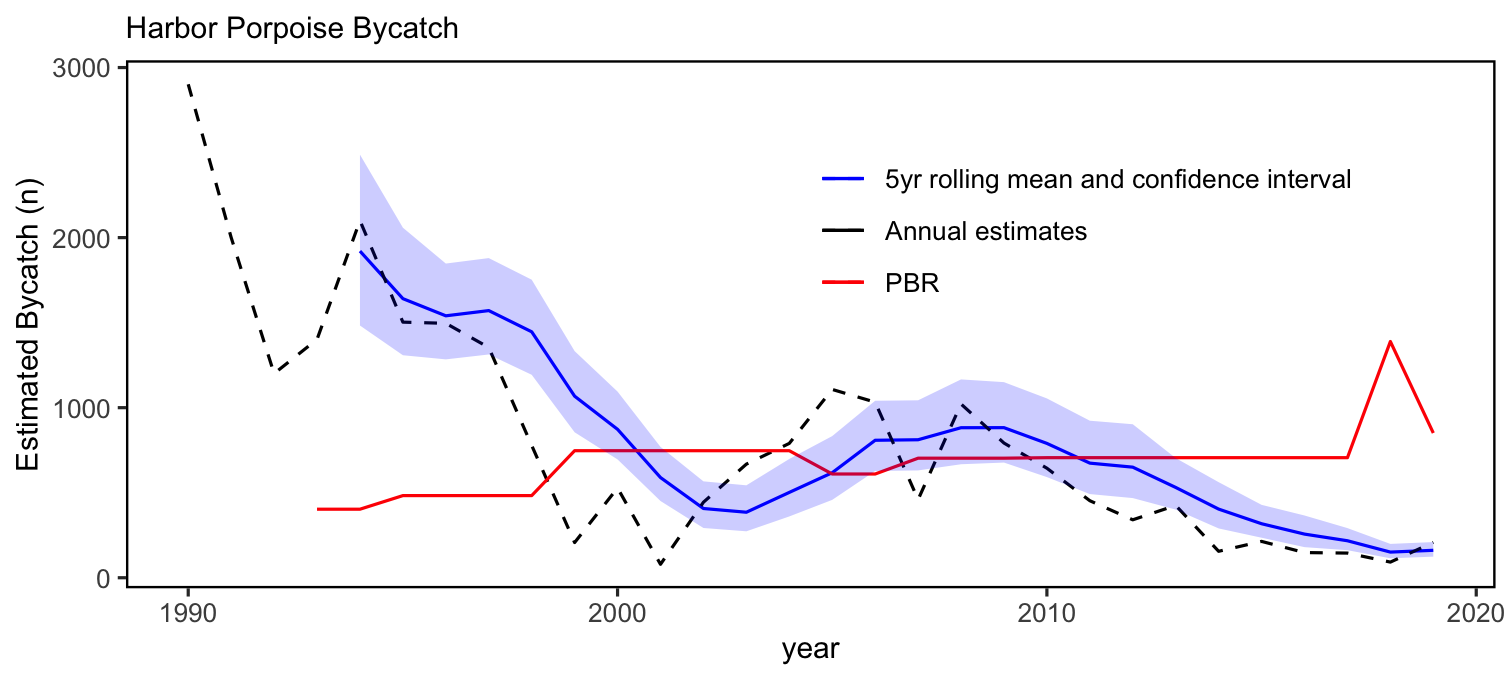 Harbor Porpoise Bycatch
3000
2000
1000
0
Estimated Bycatch (n)
5yr rolling mean and confidence interval
Annual estimates
PBR
1990
2000
2010
2020
year